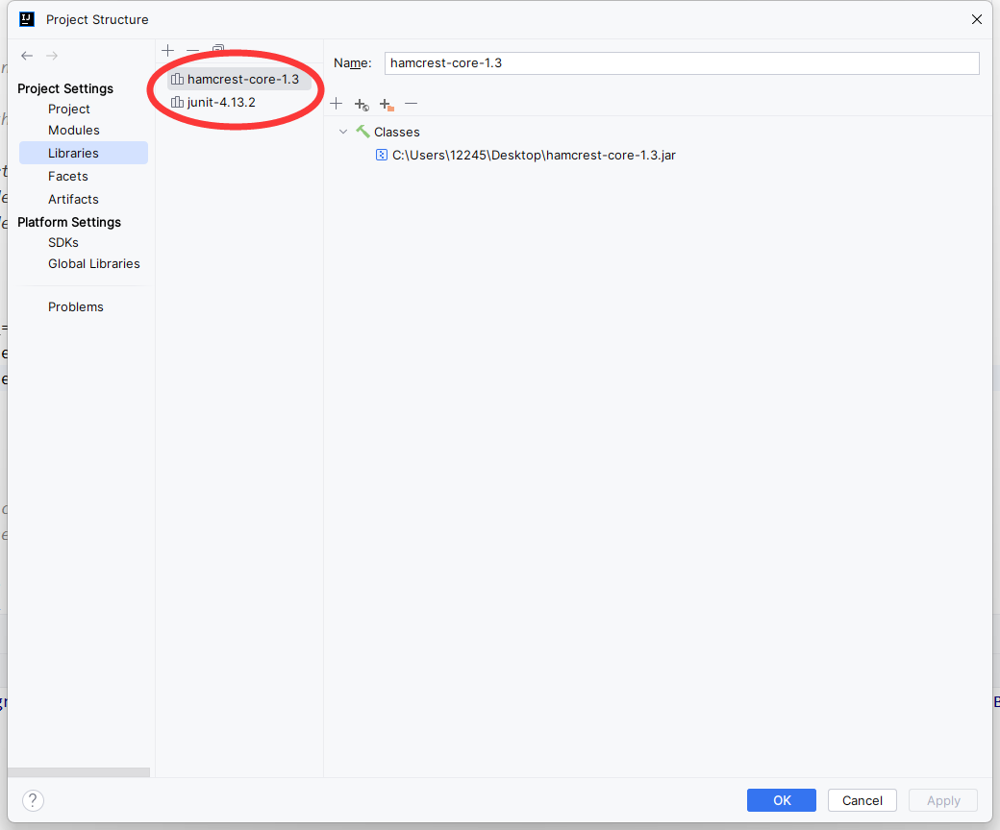 Project Structure
Project Settings
Project
Modules
Libraries
Facets
Artifacts
Platform Settings
SDKs
Global Libraries
Problems
hamcrest-core-1.3
junit-4.13.2
Name: hamcrest-core-1.3
Classes
C:\Users\12245\Desktop\hamcrest-core-1.3.jar
?
OK Cancel Apply